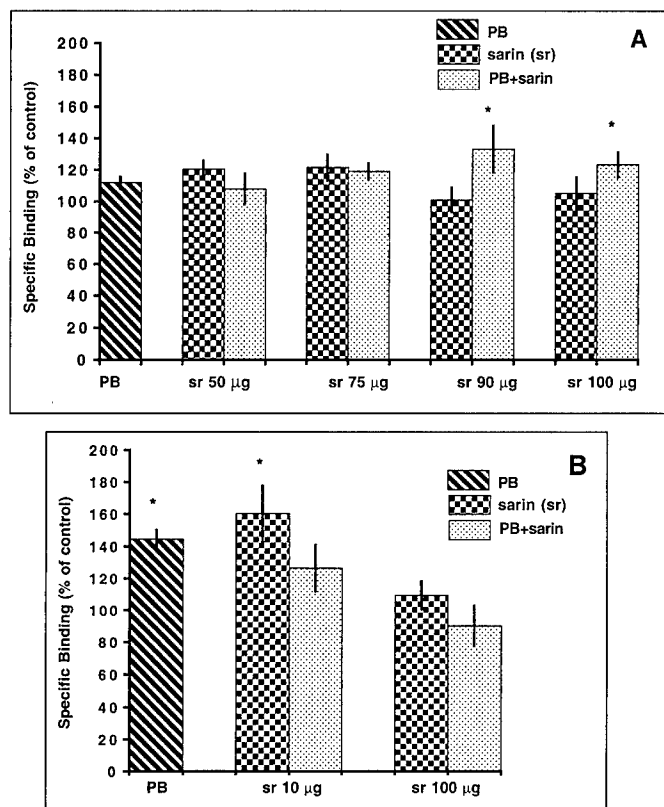 A
PB
sarin (sr)
PB+sarin
Specific Binding (% of control)
200
180
160
140
120
100
80
60
40
20
0
*
*
PB
sr 50 µg
sr 75 µg
sr 90 µg
sr 100 µg
B
PB
sarin (sr)
PB+sarin
Specific Binding (% of control)
200
180
160
140
120
100
80
60
40
20
0
*
*
PB
sr 10 µg
sr 100 µg